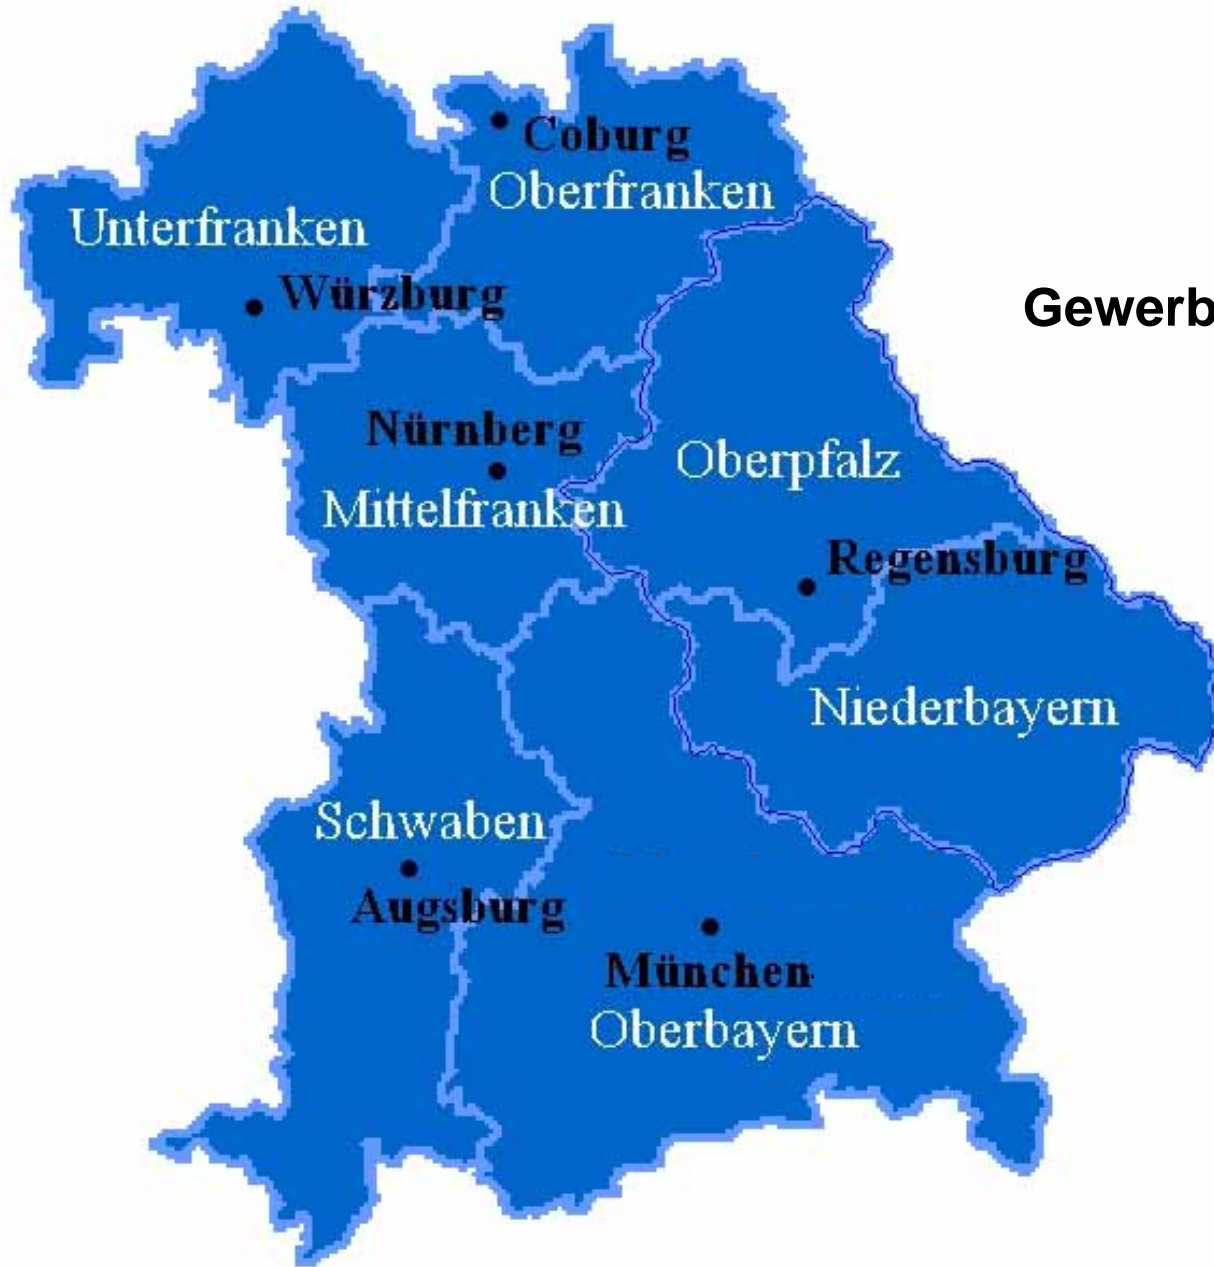 Coburg
Oberfranken
Unterfranken
Würzburg
Gewerb
Nürnberg
Oberpfalz
Mittelfranken
Regensburg
Niederbayern
Schwaben
Augsburg
München
Oberbayern